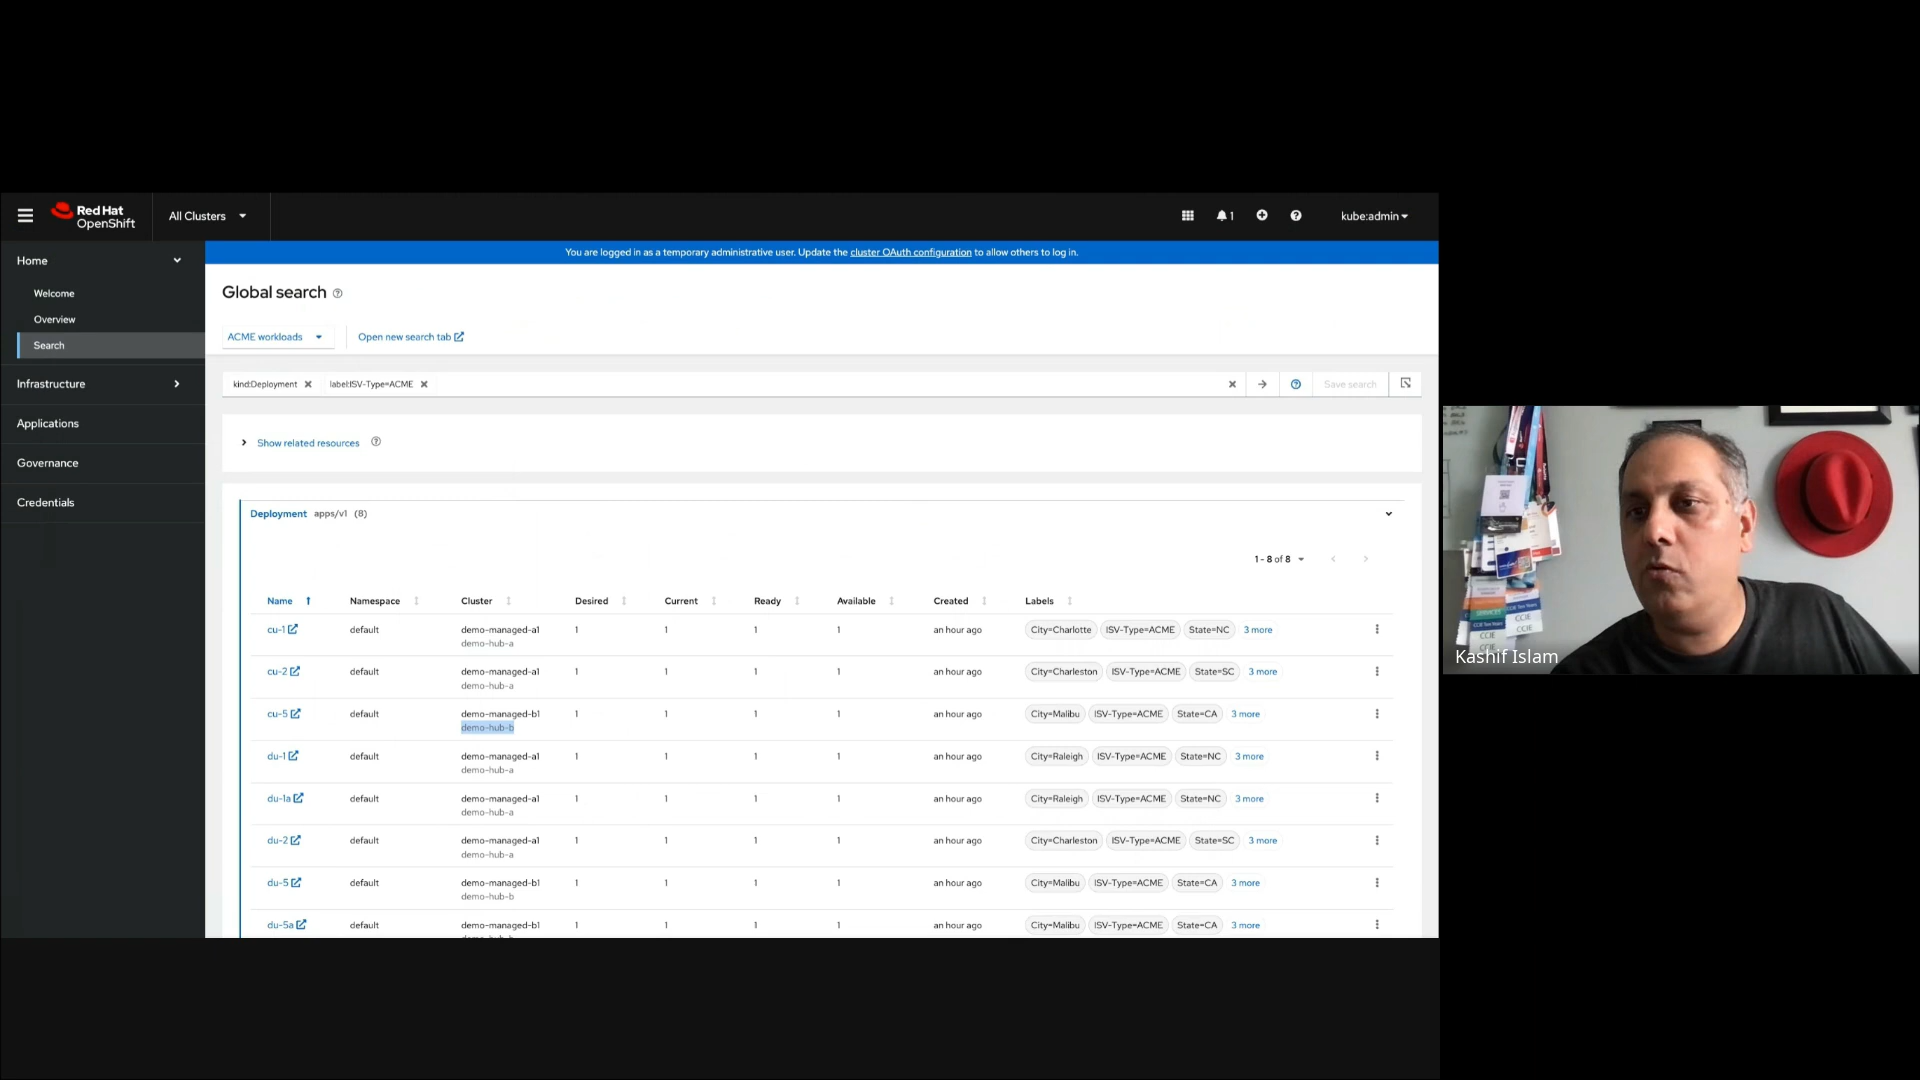 Red Hat
OpenShift
All Clusters
1
kube:admin
You are logged in as a temporary administrative user. Update the cluster OAuth configuration to allow others to log in.
Home
Welcome
Overview
Search
Infrastructure
Applications
Governance
Credentials
Global search
ACME workloads
Open new search tab
kind:Deployment
label:ISV-Type=ACME
Save search
Show related resources
Deployment apps/v1 (8)
1 - 8 of 8
Name Namespace Cluster Desired Current Ready Available Created Labels
cu-1 default demo-managed-a1 1 1 1 1 an hour ago City=Charlotte ISV-Type=ACME State=NC 3 more
demo-hub-a
cu-2 default demo-managed-a1 1 1 1 1 an hour ago City=Charleston ISV-Type=ACME State=SC 3 more
demo-hub-a
cu-5 default demo-managed-b1 1 1 1 1 an hour ago City=Malibu ISV-Type=ACME State=CA 3 more
demo-hub-b
du-1 default demo-managed-a1 1 1 1 1 an hour ago City=Raleigh ISV-Type=ACME State=NC 3 more
demo-hub-a
du-1a default demo-managed-a1 1 1 1 1 an hour ago City=Raleigh ISV-Type=ACME State=NC 3 more
demo-hub-a
du-2 default demo-managed-a1 1 1 1 1 an hour ago City=Charleston ISV-Type=ACME State=SC 3 more
demo-hub-a
du-5 default demo-managed-b1 1 1 1 1 an hour ago City=Malibu ISV-Type=ACME State=CA 3 more
demo-hub-b
du-5a default demo-managed-b1 1 1 1 1 an hour ago City=Malibu ISV-Type=ACME State=CA 3 more
CCIE
CCIE
CCIE
CCIE
Kashif Islam